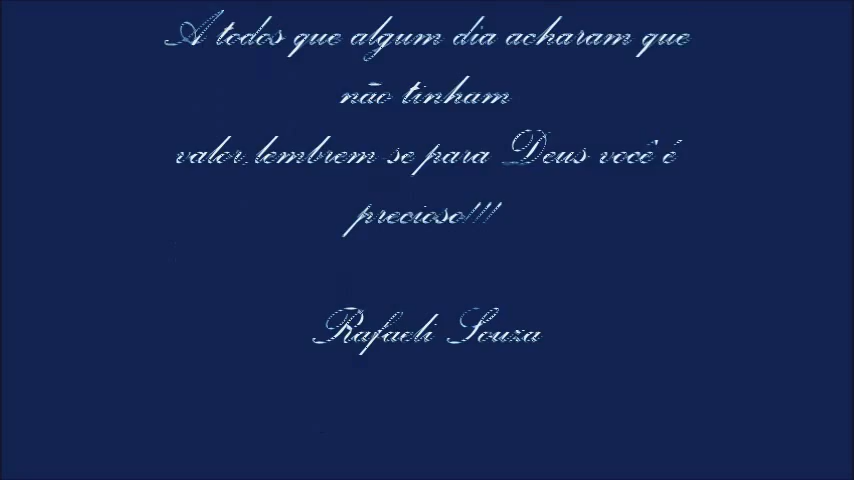 A todos que algum dia acharam que
não tinham
valor,lembrem se para Deus você é
precioso!!!
Rafaeli Souza